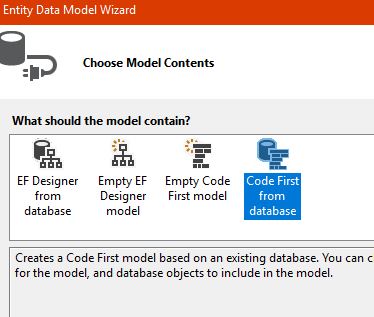 Entity Data Model Wizard
Choose Model Contents
What should the model contain?
EF Designer from database
Empty EF Designer model
Empty Code First model
Code First from database
Creates a Code First model based on an existing database. You can c
for the model, and database objects to include in the model.